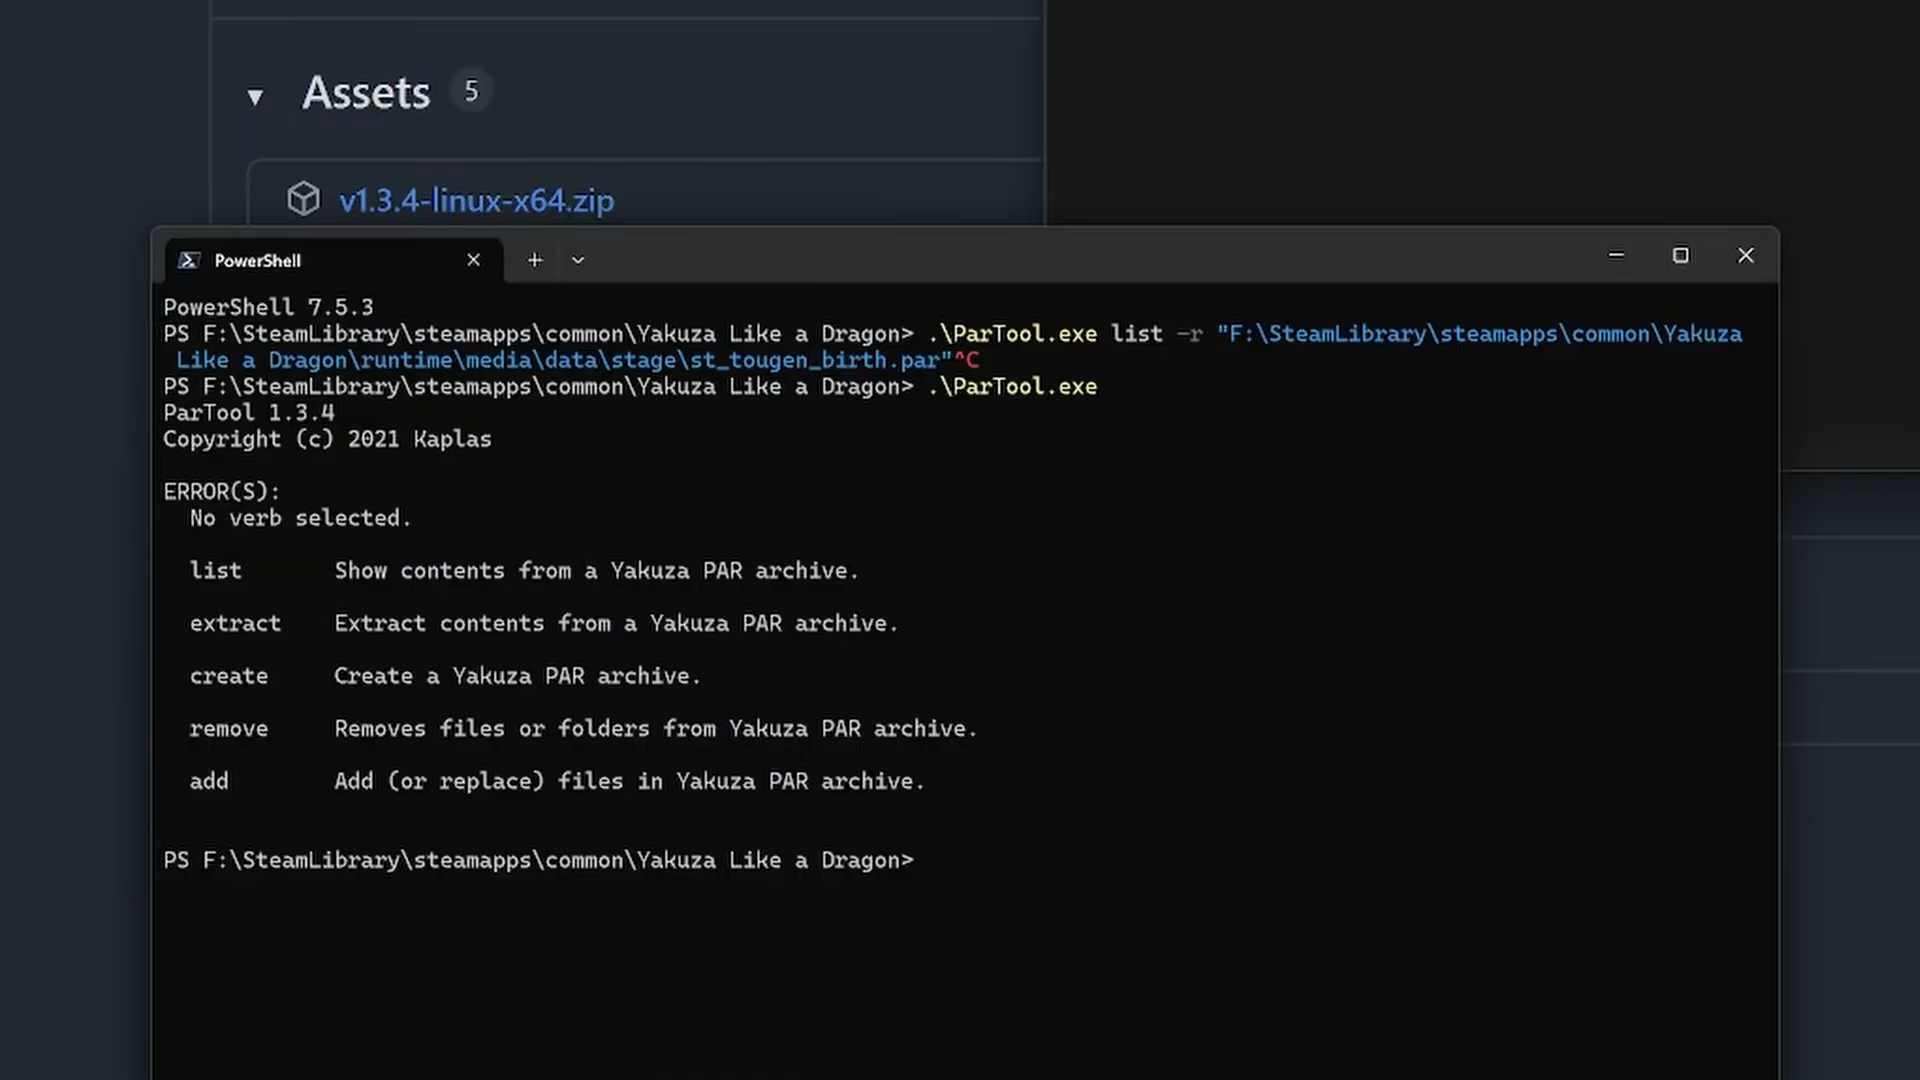 Assets 5
v1.3.4-linux-x64.zip
PowerShell
PowerShell 7.5.3
PS F:\SteamLibrary\steamapps\common\Yakuza Like a Dragon> .\ParTool.exe list -r "F:\SteamLibrary\steamapps\common\Yakuza
Like a Dragon\runtime\media\data\stage\st_tougen_birth.par"^C
PS F:\SteamLibrary\steamapps\common\Yakuza Like a Dragon> .\ParTool.exe
ParTool 1.3.4
Copyright (c) 2021 Kaplas
ERROR(S):
No verb selected.
list Show contents from a Yakuza PAR archive.
extract Extract contents from a Yakuza PAR archive.
create Create a Yakuza PAR archive.
remove Removes files or folders from Yakuza PAR archive.
add Add (or replace) files in Yakuza PAR archive.
PS F:\SteamLibrary\steamapps\common\Yakuza Like a Dragon>